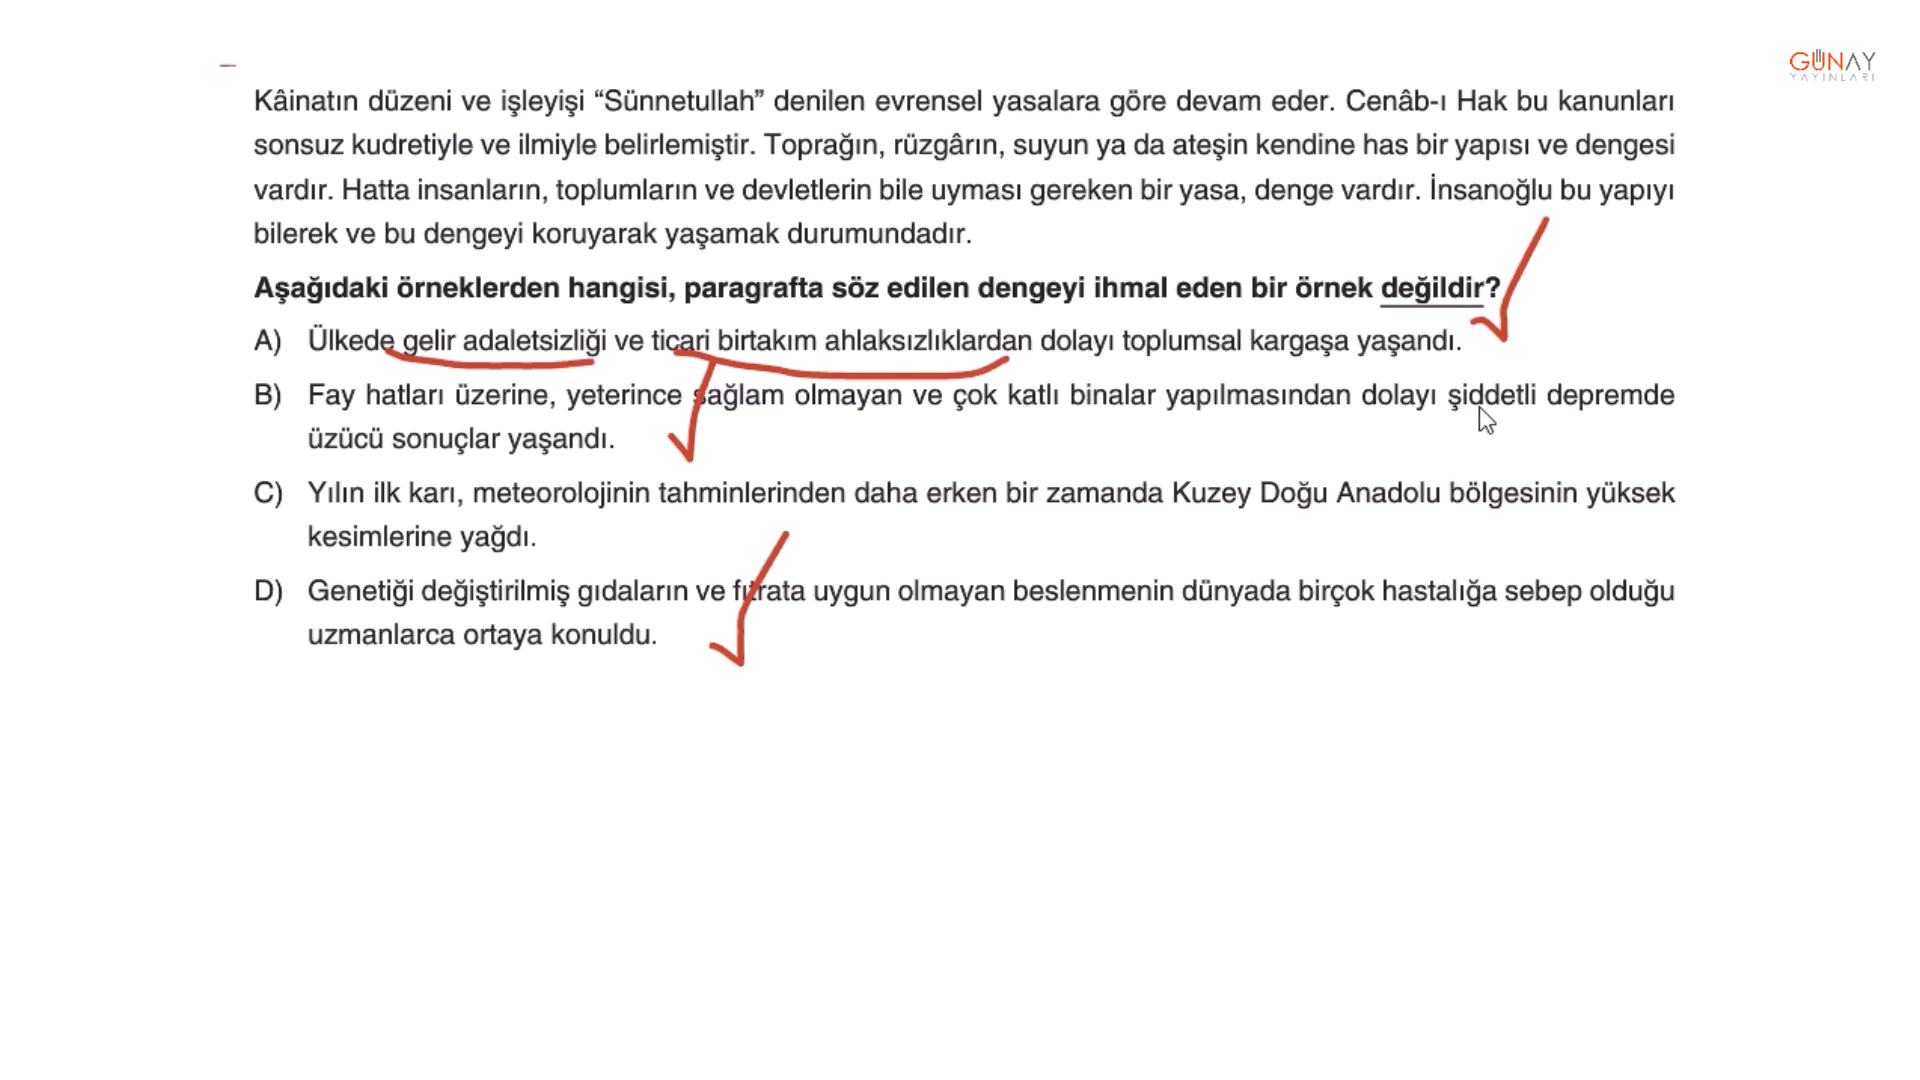 GÜNAY
YAYINLARI
Kâinatın düzeni ve işleyişi “Sünnetullah” denilen evrensel yasalara göre devam eder. Cenâb-ı Hak bu kanunları
sonsuz kudretiyle ve ilmiyle belirlemiştir. Toprağın, rüzgârın, suyun ya da ateşin kendine has bir yapısı ve dengesi
vardır. Hatta insanların, toplumların ve devletlerin bile uyması gereken bir yasa, denge vardır. İnsanoğlu bu yapıyı
bilerek ve bu dengeyi koruyarak yaşamak durumundadır.
Aşağıdaki örneklerden hangisi, paragrafta söz edilen dengeyi ihmal eden bir örnek değildir?
A) Ülkede gelir adaletsizliği ve ticari birtakım ahlaksızlıklardan dolayı toplumsal kargaşa yaşandı.
B) Fay hatları üzerine, yeterince sağlam olmayan ve çok katlı binalar yapılmasından dolayı şiddetli depremde
üzücü sonuçlar yaşandı.
C) Yılın ilk karı, meteorolojinin tahminlerinden daha erken bir zamanda Kuzey Doğu Anadolu bölgesinin yüksek
kesimlerine yağdı.
D) Genetiği değiştirilmiş gıdaların ve fıtrata uygun olmayan beslenmenin dünyada birçok hastalığa sebep olduğu
uzmanlarca ortaya konuldu.